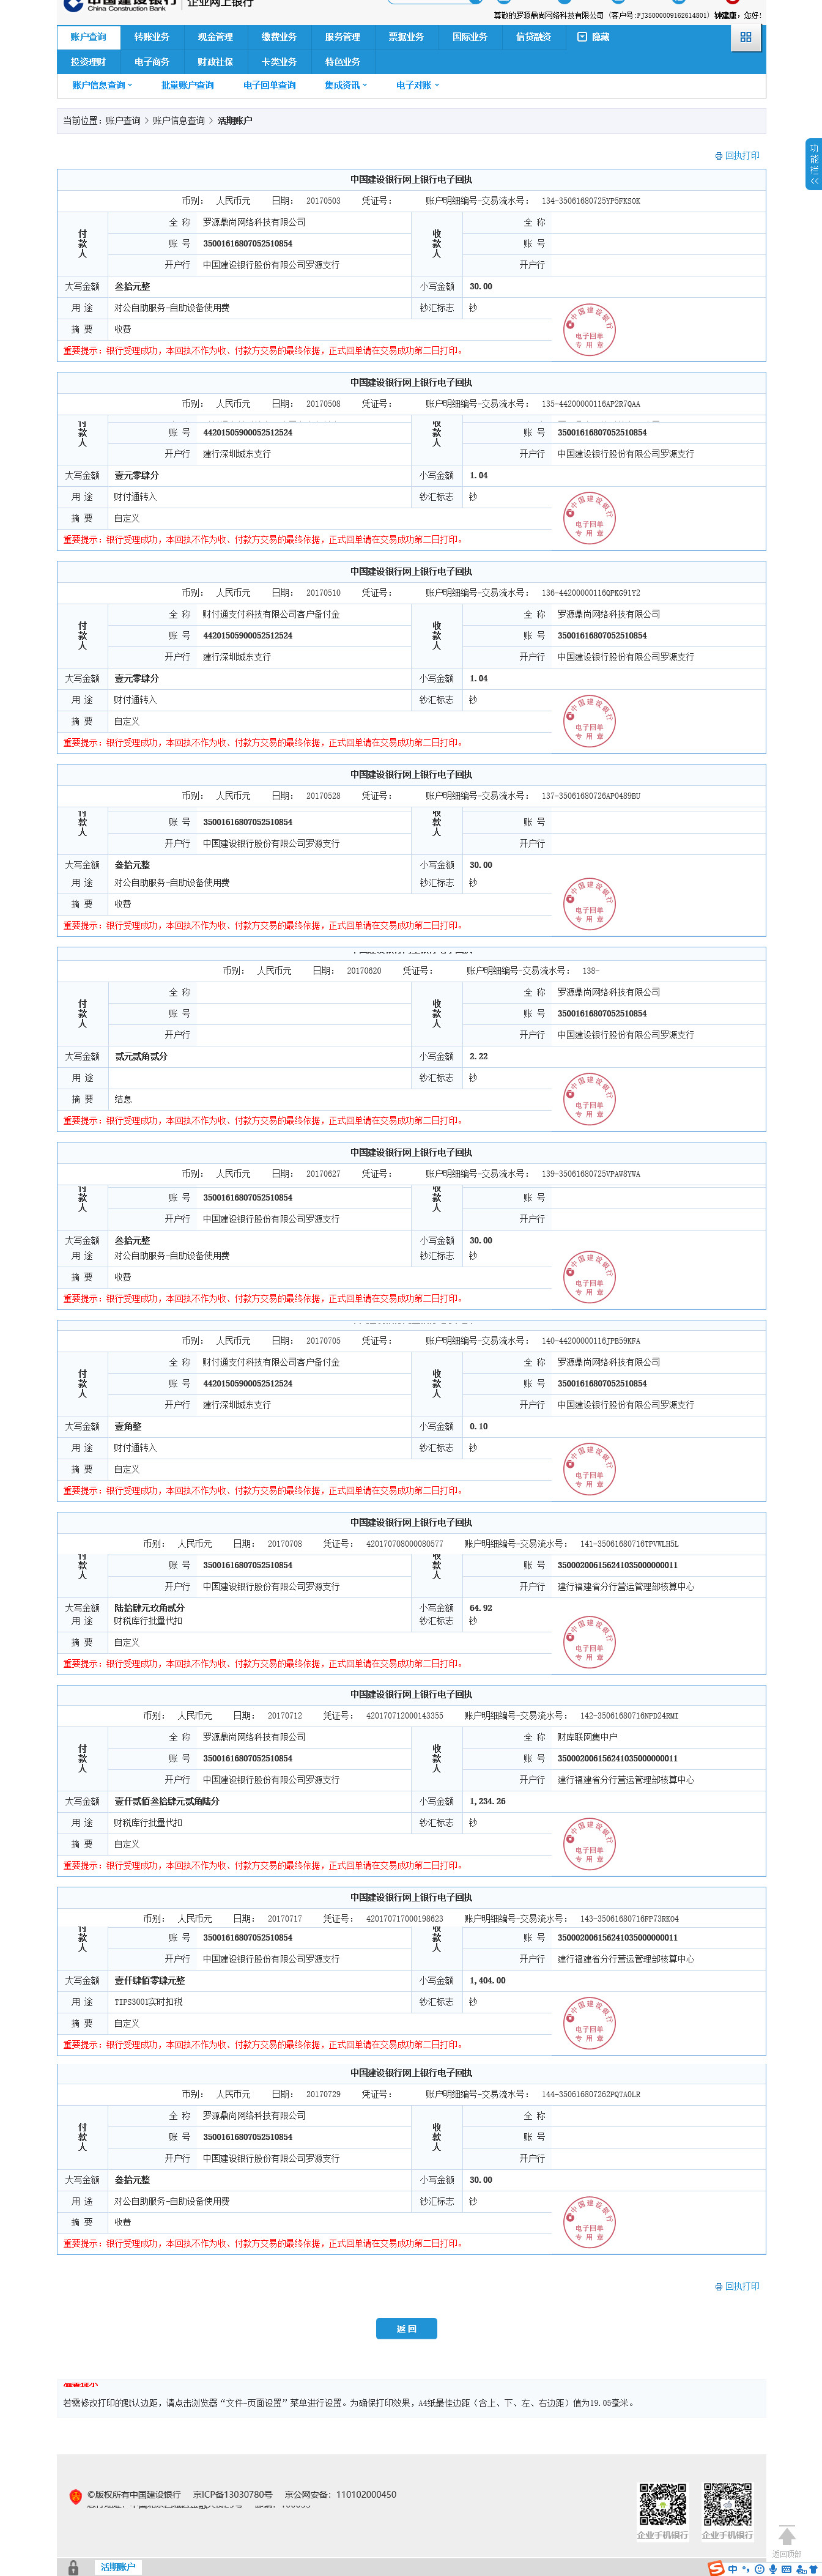 中国建设银行 企业网上银行
China Construction Bank
尊敬的罗源鼎尚网络科技有限公司（客户号:FJ3500009162614801）钟建康，您好！
账户查询 转账业务 现金管理 缴费业务 服务管理 票据业务 国际业务 信贷融资 隐藏
投资理财 电子商务 财政社保 卡类业务 特色业务
账户信息查询 批量账户查询 电子回单查询 集成资讯 电子对账
当前位置：账户查询 > 账户信息查询 > 活期账户
功能栏<<
回执打印
中国建设银行网上银行电子回执
币别： 人民币元 日期： 20170503 凭证号： 账户明细编号-交易流水号： 134-35061680725YP5FKSOK
付款人 全 称 罗源鼎尚网络科技有限公司 收款人 全 称
账 号 35001616807052510854 账 号
开户行 中国建设银行股份有限公司罗源支行 开户行
大写金额 叁拾元整 小写金额 30.00
用 途 对公自助服务-自助设备使用费 钞汇标志 钞
摘 要 收费
中国建设银行 电子回单 专用章
重要提示：银行受理成功，本回执不作为收、付款方交易的最终依据，正式回单请在交易成功第二日打印。
中国建设银行网上银行电子回执
币别： 人民币元 日期： 20170508 凭证号： 账户明细编号-交易流水号： 135-44200000116AP2R7QAA
付款人 账 号 44201505900052512524 收款人 账 号 35001616807052510854
开户行 建行深圳城东支行 开户行 中国建设银行股份有限公司罗源支行
大写金额 壹元零肆分 小写金额 1.04
用 途 财付通转入 钞汇标志 钞
摘 要 自定义
中国建设银行 电子回单 专用章
重要提示：银行受理成功，本回执不作为收、付款方交易的最终依据，正式回单请在交易成功第二日打印。
中国建设银行网上银行电子回执
币别： 人民币元 日期： 20170510 凭证号： 账户明细编号-交易流水号： 136-44200000116QPKG91Y2
付款人 全 称 财付通支付科技有限公司客户备付金 收款人 全 称 罗源鼎尚网络科技有限公司
账 号 44201505900052512524 账 号 35001616807052510854
开户行 建行深圳城东支行 开户行 中国建设银行股份有限公司罗源支行
大写金额 壹元零肆分 小写金额 1.04
用 途 财付通转入 钞汇标志 钞
摘 要 自定义
中国建设银行 电子回单 专用章
重要提示：银行受理成功，本回执不作为收、付款方交易的最终依据，正式回单请在交易成功第二日打印。
中国建设银行网上银行电子回执
币别： 人民币元 日期： 20170528 凭证号： 账户明细编号-交易流水号： 137-35061680726AP0489BU
付款人 账 号 35001616807052510854 收款人 账 号
开户行 中国建设银行股份有限公司罗源支行 开户行
大写金额 叁拾元整 小写金额 30.00
用 途 对公自助服务-自助设备使用费 钞汇标志 钞
摘 要 收费
中国建设银行 电子回单 专用章
重要提示：银行受理成功，本回执不作为收、付款方交易的最终依据，正式回单请在交易成功第二日打印。
币别： 人民币元 日期： 20170620 凭证号： 账户明细编号-交易流水号： 138-
付款人 全 称 收款人 全 称 罗源鼎尚网络科技有限公司
账 号 账 号 35001616807052510854
开户行 开户行 中国建设银行股份有限公司罗源支行
大写金额 贰元贰角贰分 小写金额 2.22
用 途 钞汇标志 钞
摘 要 结息
中国建设银行 电子回单 专用章
重要提示：银行受理成功，本回执不作为收、付款方交易的最终依据，正式回单请在交易成功第二日打印。
中国建设银行网上银行电子回执
币别： 人民币元 日期： 20170627 凭证号： 账户明细编号-交易流水号： 139-35061680725VPAW8YWA
付款人 账 号 35001616807052510854 收款人 账 号
开户行 中国建设银行股份有限公司罗源支行 开户行
大写金额 叁拾元整 小写金额 30.00
用 途 对公自助服务-自助设备使用费 钞汇标志 钞
摘 要 收费
中国建设银行 电子回单 专用章
重要提示：银行受理成功，本回执不作为收、付款方交易的最终依据，正式回单请在交易成功第二日打印。
币别： 人民币元 日期： 20170705 凭证号： 账户明细编号-交易流水号： 140-44200000116JPB59KFA
付款人 全 称 财付通支付科技有限公司客户备付金 收款人 全 称 罗源鼎尚网络科技有限公司
账 号 44201505900052512524 账 号 35001616807052510854
开户行 建行深圳城东支行 开户行 中国建设银行股份有限公司罗源支行
大写金额 壹角整 小写金额 0.10
用 途 财付通转入 钞汇标志 钞
摘 要 自定义
中国建设银行 电子回单 专用章
重要提示：银行受理成功，本回执不作为收、付款方交易的最终依据，正式回单请在交易成功第二日打印。
中国建设银行网上银行电子回执
币别： 人民币元 日期： 20170708 凭证号： 420170708000080577 账户明细编号-交易流水号： 141-35061680716TPVWLH5L
付款人 账 号 35001616807052510854 收款人 账 号 350002006156241035000000011
开户行 中国建设银行股份有限公司罗源支行 开户行 建行福建省分行营运管理部核算中心
大写金额 陆拾肆元玖角贰分 小写金额 64.92
用 途 财税库行批量代扣 钞汇标志 钞
摘 要 自定义
中国建设银行 电子回单 专用章
重要提示：银行受理成功，本回执不作为收、付款方交易的最终依据，正式回单请在交易成功第二日打印。
中国建设银行网上银行电子回执
币别： 人民币元 日期： 20170712 凭证号： 420170712000143355 账户明细编号-交易流水号： 142-35061680716NPD24RMI
付款人 全 称 罗源鼎尚网络科技有限公司 收款人 全 称 财库联网集中户
账 号 35001616807052510854 账 号 350002006156241035000000011
开户行 中国建设银行股份有限公司罗源支行 开户行 建行福建省分行营运管理部核算中心
大写金额 壹仟贰佰叁拾肆元贰角陆分 小写金额 1,234.26
用 途 财税库行批量代扣 钞汇标志 钞
摘 要 自定义
中国建设银行 电子回单 专用章
重要提示：银行受理成功，本回执不作为收、付款方交易的最终依据，正式回单请在交易成功第二日打印。
中国建设银行网上银行电子回执
币别： 人民币元 日期： 20170717 凭证号： 420170717000198623 账户明细编号-交易流水号： 143-35061680716FP73RK04
付款人 账 号 35001616807052510854 收款人 账 号 350002006156241035000000011
开户行 中国建设银行股份有限公司罗源支行 开户行 建行福建省分行营运管理部核算中心
大写金额 壹仟肆佰零肆元整 小写金额 1,404.00
用 途 TIPS3001实时扣税 钞汇标志 钞
摘 要 自定义
中国建设银行 电子回单 专用章
重要提示：银行受理成功，本回执不作为收、付款方交易的最终依据，正式回单请在交易成功第二日打印。
中国建设银行网上银行电子回执
币别： 人民币元 日期： 20170729 凭证号： 账户明细编号-交易流水号： 144-350616807262PQTA0LR
付款人 全 称 罗源鼎尚网络科技有限公司 收款人 全 称
账 号 35001616807052510854 账 号
开户行 中国建设银行股份有限公司罗源支行 开户行
大写金额 叁拾元整 小写金额 30.00
用 途 对公自助服务-自助设备使用费 钞汇标志 钞
摘 要 收费
中国建设银行 电子回单 专用章
重要提示：银行受理成功，本回执不作为收、付款方交易的最终依据，正式回单请在交易成功第二日打印。
回执打印
返 回
若需修改打印的默认边距，请点击浏览器“文件-页面设置”菜单进行设置。为确保打印效果，A4纸最佳边距（含上、下、左、右边距）值为19.05毫米。
©版权所有中国建设银行 京ICP备13030780号 京公网安备：110102000450
企业手机银行 企业手机银行
返回顶部
活期账户
中